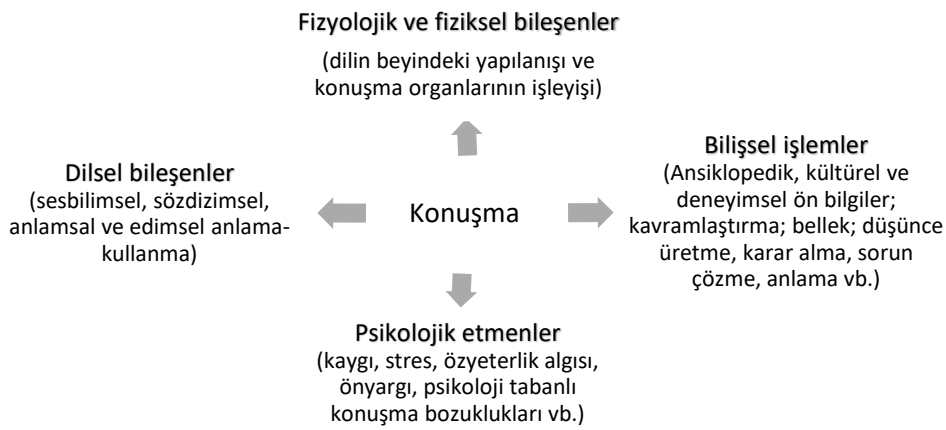 Fizyolojik ve fiziksel bileşenler
(dilin beyindeki yapılanışı ve
konuşma organlarının işleyişi)
Dilsel bileşenler
(sesbilimsel, sözdizimsel,
anlamsal ve edimsel anlama-
kullanma)
Konuşma
Bilişsel işlemler
(Ansiklopedik, kültürel ve
deneyimsel ön bilgiler;
kavramlaştırma; bellek; düşünce
üretme, karar alma, sorun
çözme, anlama vb.)
Psikolojik etmenler
(kaygı, stres, özyeterlik algısı,
önyargı, psikoloji tabanlı
konuşma bozuklukları vb.)